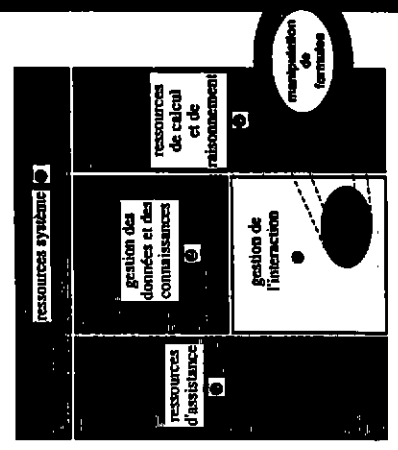 ressources système
ressources
d'assistance
gestion des
données et des
connaissances
gestion de
l'interaction
ressources
de calcul
et de
raisonnement
manipulation
de
formules